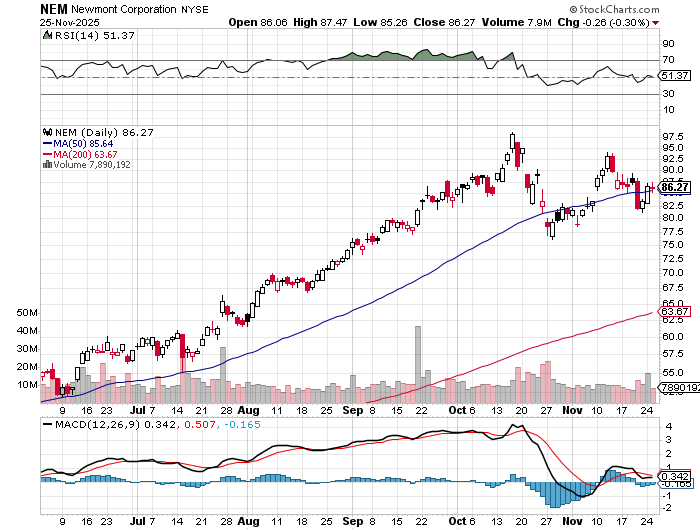 NEM Newmont Corporation NYSE © StockCharts.com
25-Nov-2025 Open 86.06 High 87.47 Low 85.26 Close 86.27 Volume 7.9M Chg -0.26 (-0.30%)
RSI(14) 51.37
90
70
51.37
30
10
NEM (Daily) 86.27
MA(50) 85.64
MA(200) 63.67
Volume 7,890,192
97.5
95.0
92.5
90.0
86.27
82.5
80.0
77.5
75.0
72.5
70.0
67.5
65.0
63.67
62.5
60.0
57.5
55.0
50M
40M
30M
20M
10M
7890192
9 16 23 Jul 7 14 21 28 Aug 11 18 25 Sep 8 15 22 Oct 6 13 20 27 Nov 10 17 24
MACD(12,26,9) 0.342, 0.507, -0.165
4
3
2
1
0.342
-0.165
-1
-2
9 16 23 Jul 7 14 21 28 Aug 11 18 25 Sep 8 15 22 Oct 6 13 20 27 Nov 10 17 24